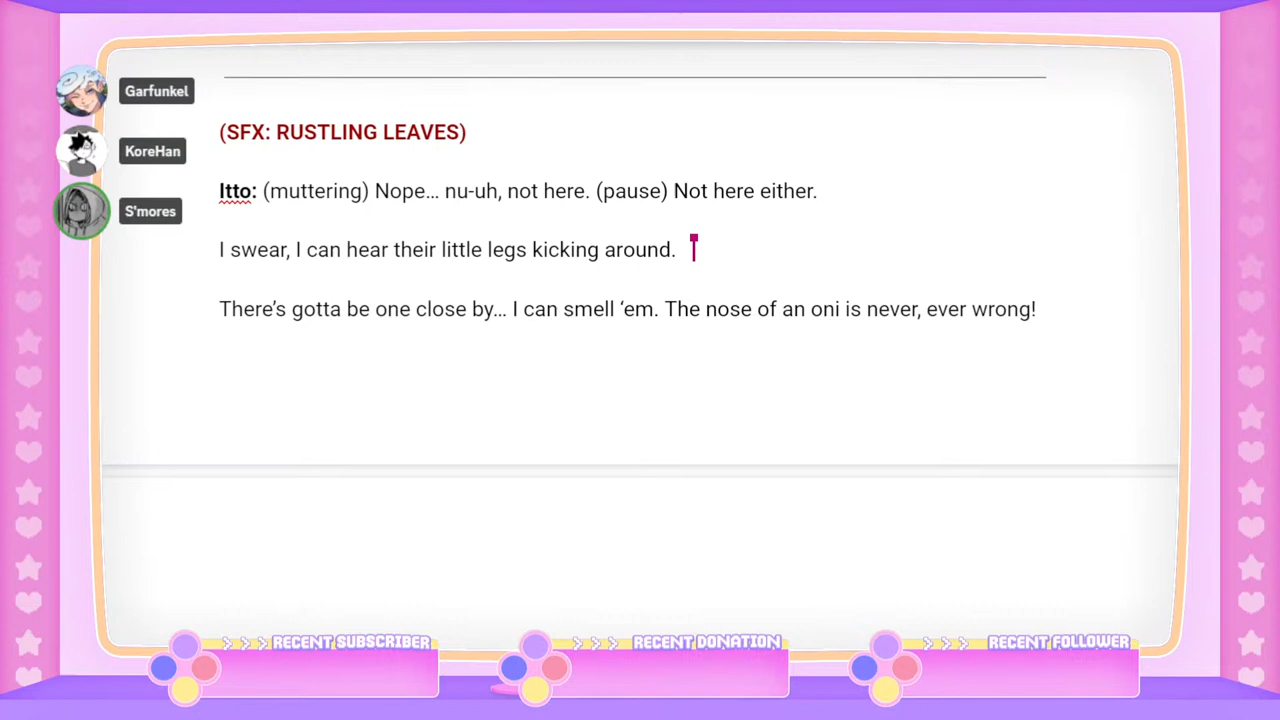 Garfunkel
KoreHan
S'mores
(SFX: RUSTLING LEAVES)
Itto: (muttering) Nope… nu-uh, not here. (pause) Not here either.
I swear, I can hear their little legs kicking around.
There’s gotta be one close by… I can smell ‘em. The nose of an oni is never, ever wrong!
> > > RECENT SUBSCRIBER
> > > RECENT DONATION
> > > RECENT FOLLOWER